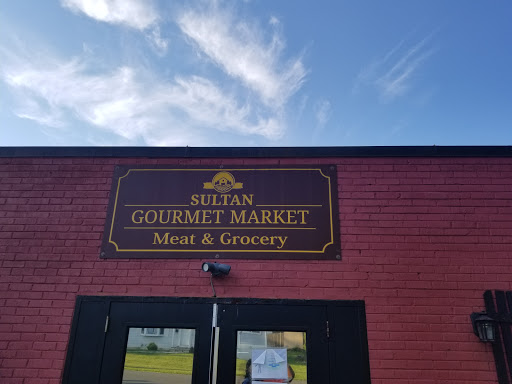 SULTAN
GOURMET MARKET
Meat & Grocery